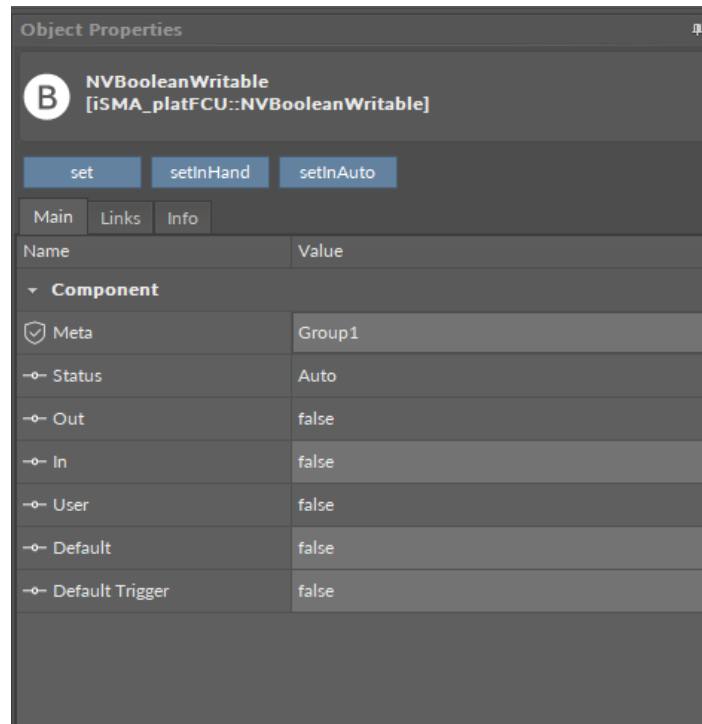 Object Properties
B
NVBooleanWritable
[iSMA_platFCU::NVBooleanWritable]
set setInHand setInAuto
Main Links Info
Name Value
Component
Meta Group1
Status Auto
Out false
In false
User false
Default false
Default Trigger false